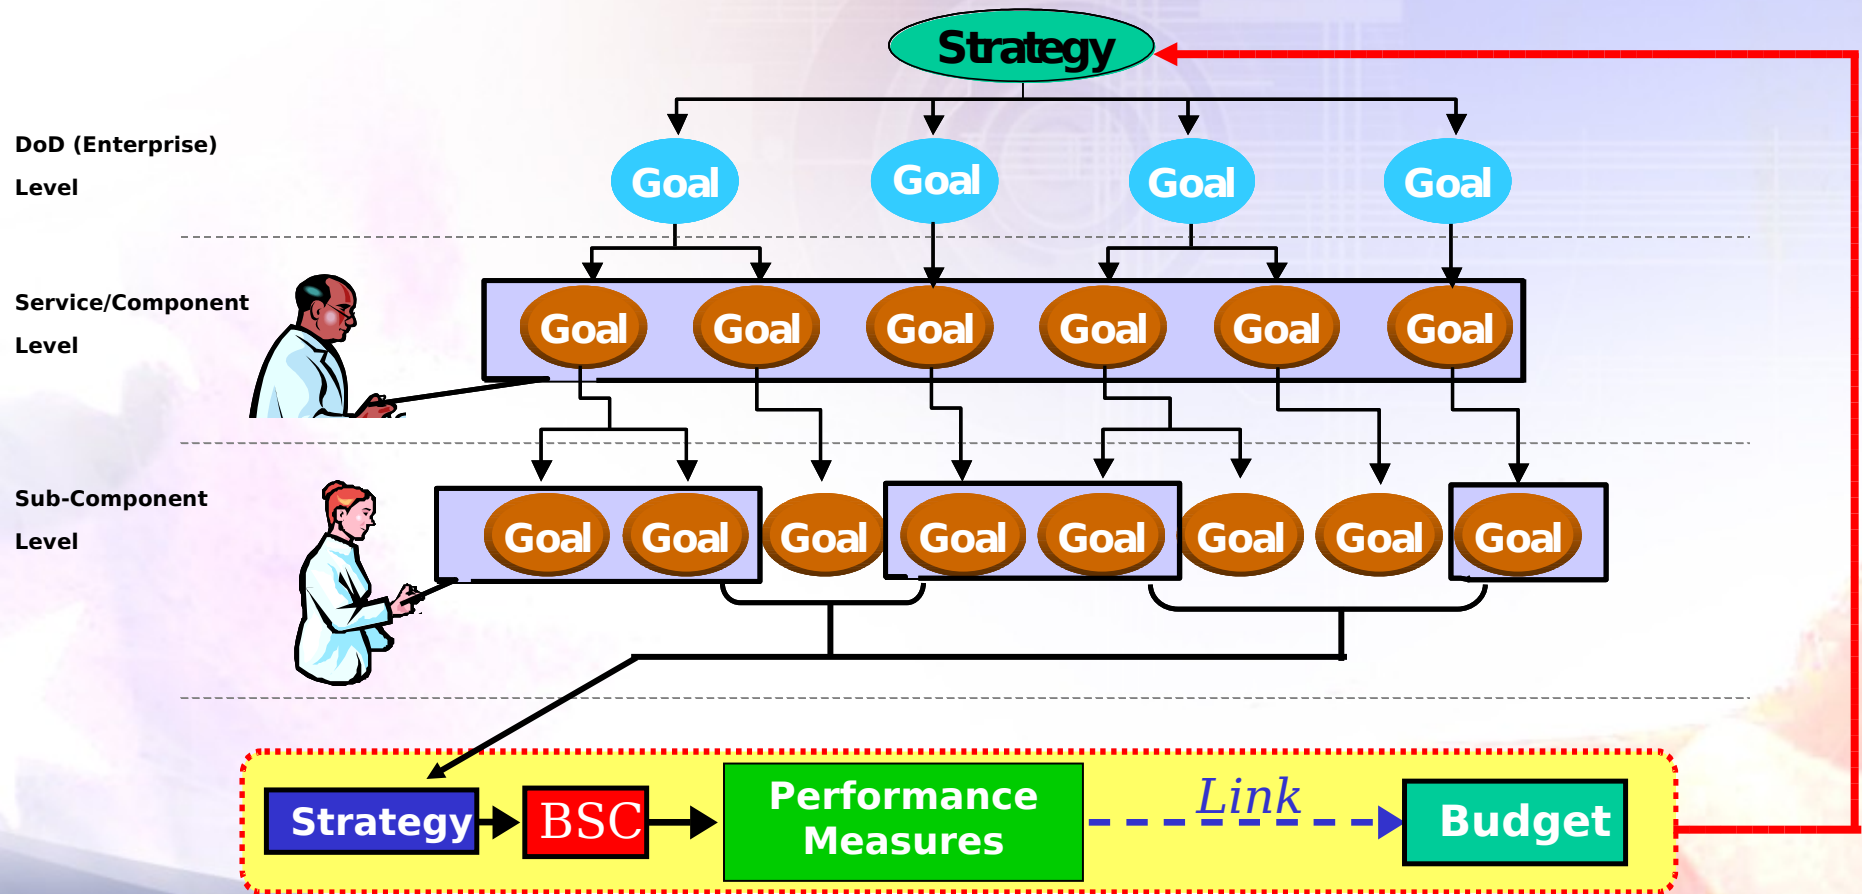 Strategy
DoD (Enterprise)
Level
Goal Goal Goal Goal
Service/Component
Level
Goal Goal Goal Goal Goal Goal
Sub-Component
Level
Goal Goal Goal Goal Goal Goal Goal Goal
Strategy
BSC
Performance
Measures
Link
Budget